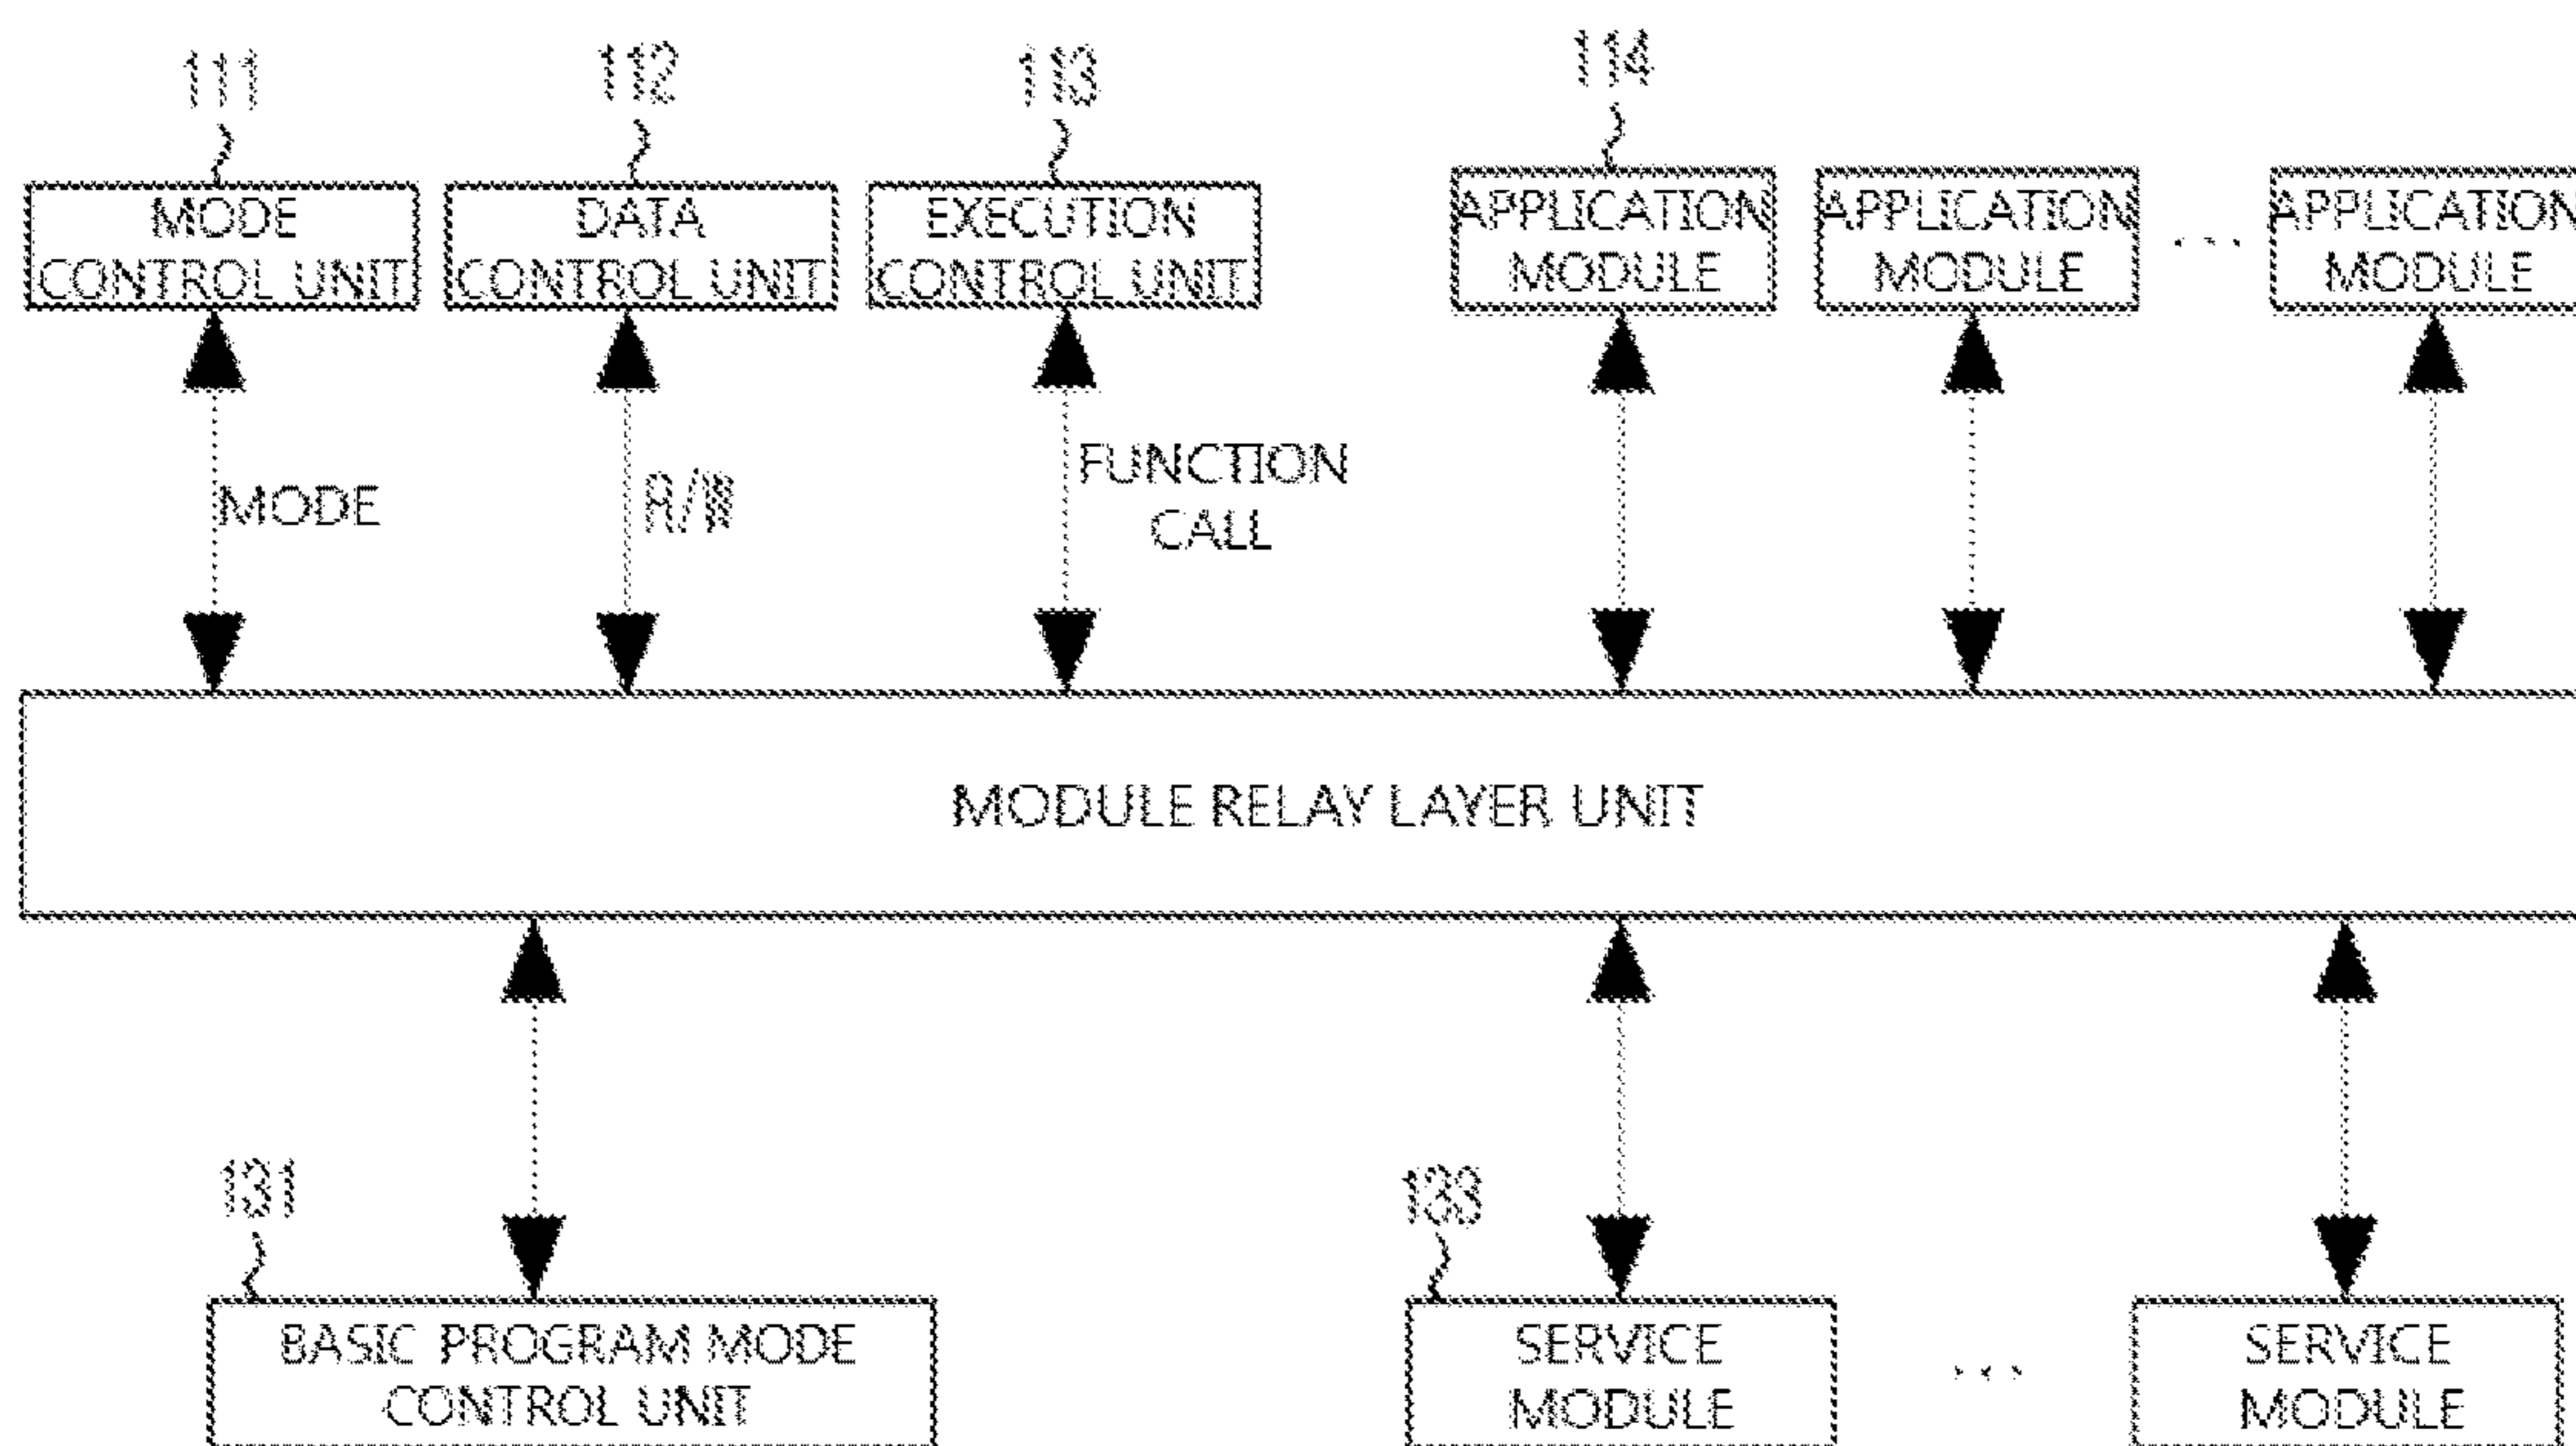 111
112
113
114
MODE
CONTROL UNIT
DATA
CONTROL UNIT
EXECUTION
CONTROL UNIT
APPLICATION
MODULE
APPLICATION
MODULE
...
APPLICATION
MODULE
MODE
R/W
FUNCTION
CALL
MODULE RELAY LAYER UNIT
131
133
BASIC PROGRAM MODE
CONTROL UNIT
SERVICE
MODULE
...
SERVICE
MODULE